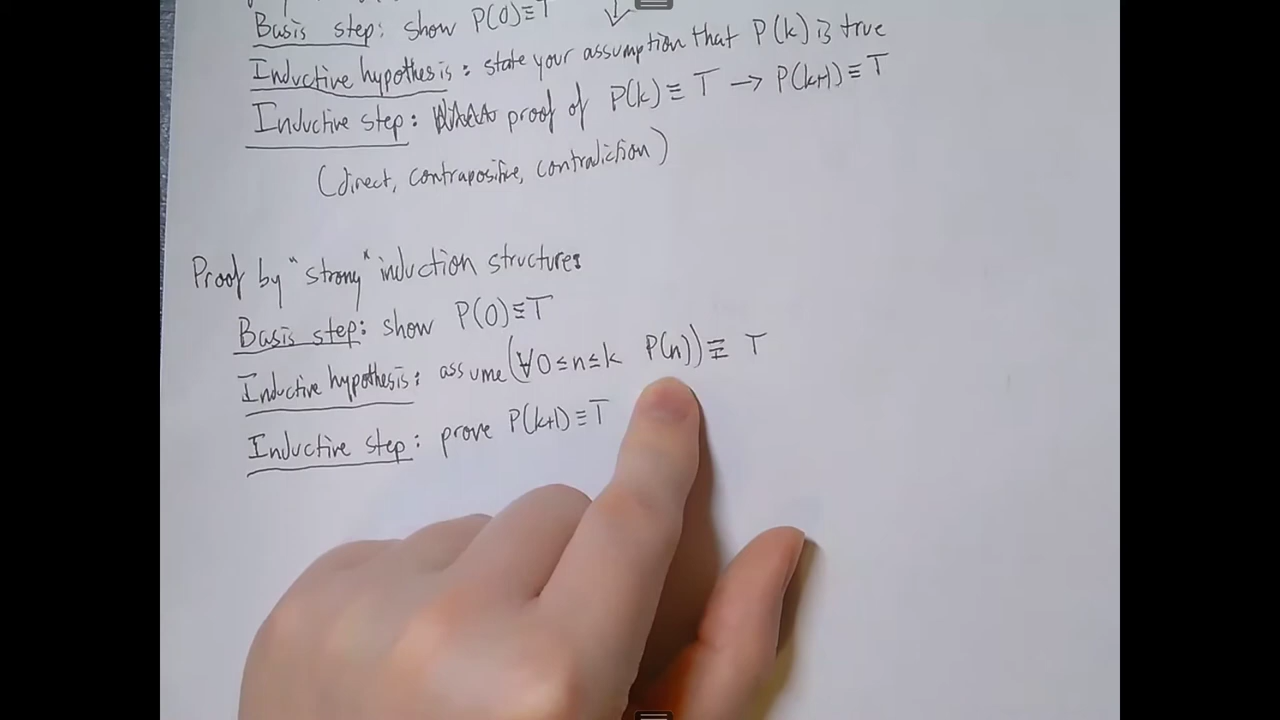 Basis step: show P(0)≡T
Inductive hypothesis: state your assumption that P(k) is true
Inductive step: proof of P(k)≡T → P(k+1)≡T
(direct, contrapositive, contradiction)
Proof by "strong" induction structure:
Basis step: show P(0)≡T
Inductive hypothesis: assume (∀0≤n≤k P(n))≡T
Inductive step: prove P(k+1)≡T